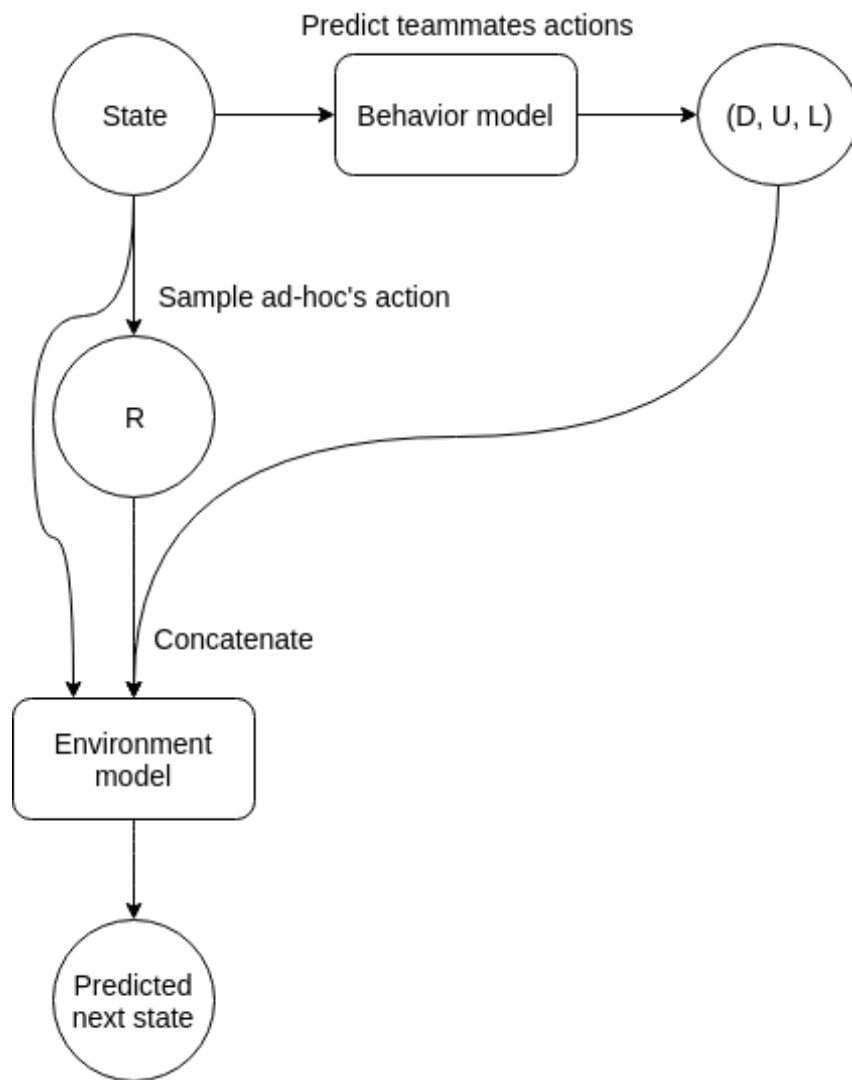 Predict teammates actions
State
Behavior model
(D, U, L)
Sample ad-hoc's action
R
Concatenate
Environment
model
Predicted
next state